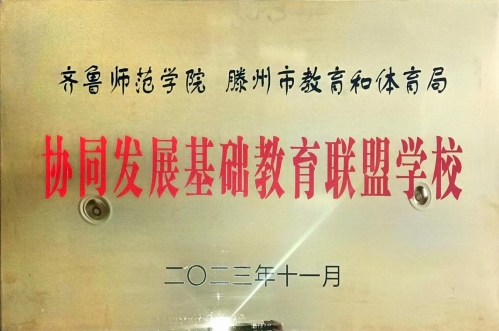 齐鲁师范学院 滕州市教育和体育局
协同发展基础教育联盟学校
二〇二三年十一月